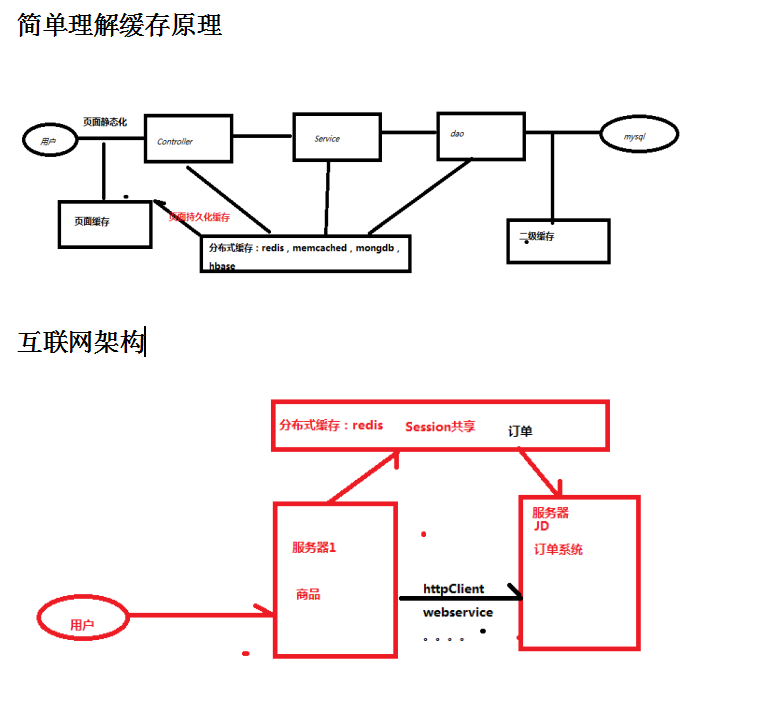 简单理解缓存原理
页面静态化
用户
Controller
Service
dao
mysql
页面缓存
页面持久化缓存
二级缓存
分布式缓存：redis，memcached，mongdb，
hbase
互联网架构
分布式缓存：redis Session共享 订单
服务器1
商品
服务器
JD
订单系统
用户
httpClient
webservice
。。。。